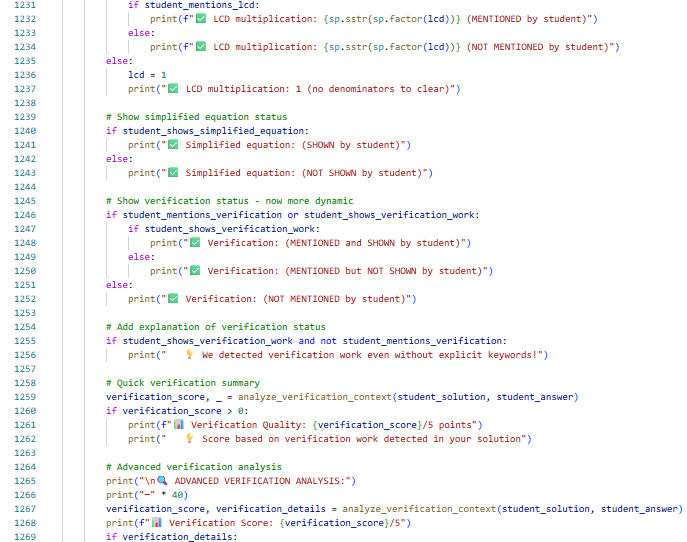 1231 if student_mentions_lcd:
1232 print(f"✅ LCD multiplication: {sp.sstr(sp.factor(lcd))} (MENTIONED by student)")
1233 else:
1234 print(f"✅ LCD multiplication: {sp.sstr(sp.factor(lcd))} (NOT MENTIONED by student)")
1235 else:
1236 lcd = 1
1237 print("✅ LCD multiplication: 1 (no denominators to clear)")
1238
1239 # Show simplified equation status
1240 if student_shows_simplified_equation:
1241 print("✅ Simplified equation: (SHOWN by student)")
1242 else:
1243 print("✅ Simplified equation: (NOT SHOWN by student)")
1244
1245 # Show verification status - now more dynamic
1246 if student_mentions_verification or student_shows_verification_work:
1247 if student_shows_verification_work:
1248 print("✅ Verification: (MENTIONED and SHOWN by student)")
1249 else:
1250 print("✅ Verification: (MENTIONED but NOT SHOWN by student)")
1251 else:
1252 print("✅ Verification: (NOT MENTIONED by student)")
1253
1254 # Add explanation of verification status
1255 if student_shows_verification_work and not student_mentions_verification:
1256 print("   💡 We detected verification work even without explicit keywords!")
1257
1258 # Quick verification summary
1259 verification_score, _ = analyze_verification_context(student_solution, student_answer)
1260 if verification_score > 0:
1261 print(f"📊 Verification Quality: {verification_score}/5 points")
1262 print("   💡 Score based on verification work detected in your solution")
1263
1264 # Advanced verification analysis
1265 print("\n🔍 ADVANCED VERIFICATION ANALYSIS:")
1266 print("─" * 40)
1267 verification_score, verification_details = analyze_verification_context(student_solution, student_answer)
1268 print(f"📊 Verification Score: {verification_score}/5")
1269 if verification_details: